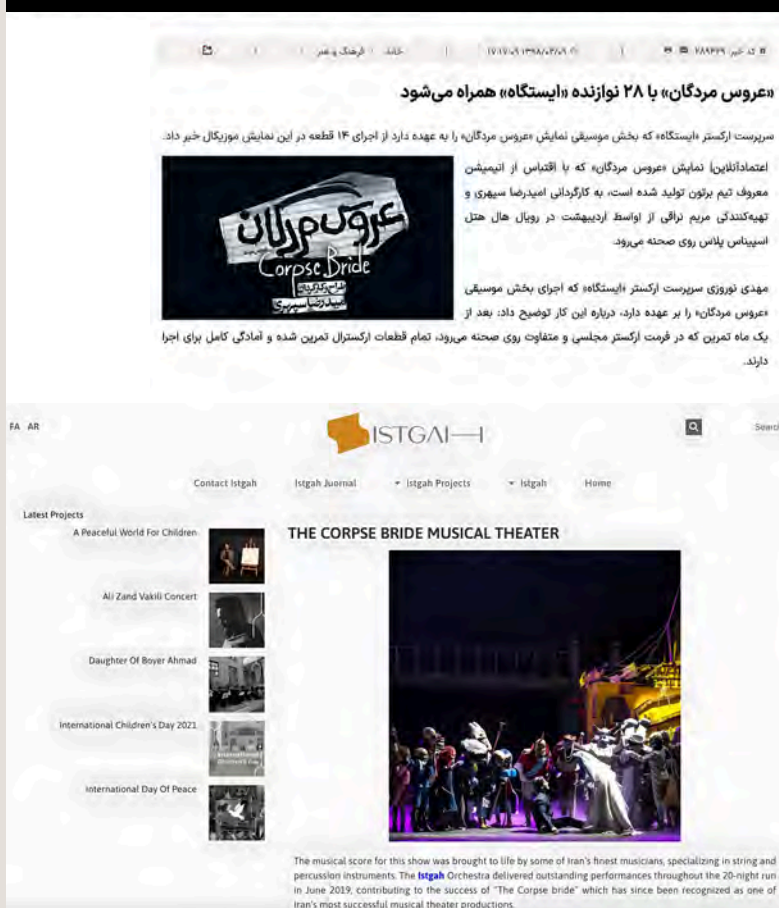 کد خبر:
خانه
فرهنگ و هنر
«عروس مردگان» با ۲۸ نوازنده «ایستگاه» همراه می‌شود
سرپرست ارکستر «ایستگاه» که بخش موسیقی نمایش «عروس مردگان» را به عهده دارد از اجرای ۱۴ قطعه در این نمایش موزیکال خبر داد.
اعتمادآنلاین| نمایش «عروس مردگان» که با اقتباس از انیمیشن
معروف تیم برتون تولید شده است، به کارگردانی امیدرضا سپهری و
تهیه‌کنندگی مریم نراقی از اواسط اردیبهشت در رویال هال هتل
اسپیناس پلاس روی صحنه می‌رود.
عروس مردگان
Corpse Bride
طراح و کارگردان
امیدرضا سپهری
مهدی نوروزی سرپرست ارکستر «ایستگاه» که اجرای بخش موسیقی
«عروس مردگان» را بر عهده دارد، درباره این کار توضیح داد: بعد از
یک ماه تمرین که در فرمت ارکستر مجلسی و متفاوت روی صحنه می‌رود، تمام قطعات ارکسترال تمرین شده و آمادگی کامل برای اجرا
دارند.
FA AR
ISTGAH
Search
Contact Istgah
Istgah Juornal
Istgah Projects
Istgah
Home
Latest Projects
A Peaceful World For Children
Ali Zand Vakili Concert
Daughter Of Boyer Ahmad
International Children's Day 2021
International Day Of Peace
THE CORPSE BRIDE MUSICAL THEATER
The musical score for this show was brought to life by some of Iran's finest musicians, specializing in string and
percussion instruments. The Istgah Orchestra delivered outstanding performances throughout the 20-night run
in June 2019, contributing to the success of "The Corpse bride" which has since been recognized as one of
Iran's most successful musical theater productions.